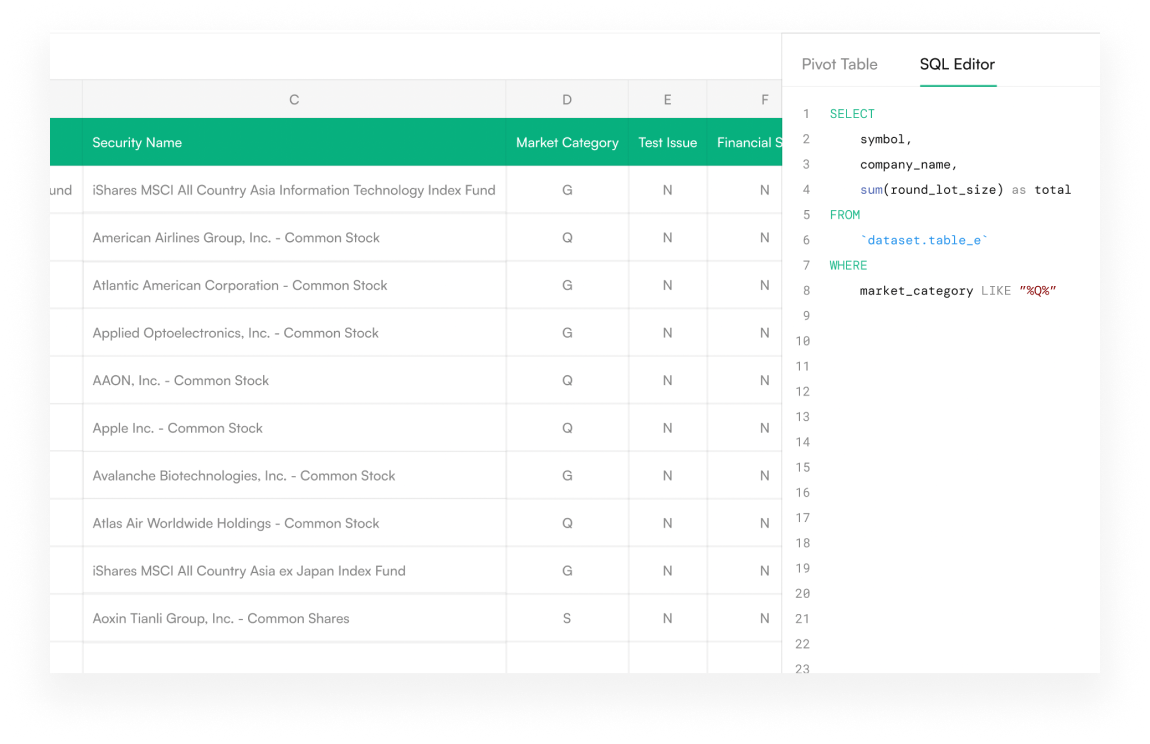 Pivot Table SQL Editor
C D E F
Security Name Market Category Test Issue Financial S
und iShares MSCI All Country Asia Information Technology Index Fund G N N
American Airlines Group, Inc. - Common Stock Q N N
Atlantic American Corporation - Common Stock G N N
Applied Optoelectronics, Inc. - Common Stock G N N
AAON, Inc. - Common Stock Q N N
Apple Inc. - Common Stock Q N N
Avalanche Biotechnologies, Inc. - Common Stock G N N
Atlas Air Worldwide Holdings - Common Stock Q N N
iShares MSCI All Country Asia ex Japan Index Fund G N N
Aoxin Tianli Group, Inc. - Common Shares S N N
1 SELECT
2 symbol,
3 company_name,
4 sum(round_lot_size) as total
5 FROM
6 `dataset.table_e`
7 WHERE
8 market_category LIKE "%Q%"
9
10
11
12
13
14
15
16
17
18
19
20
21
22
23